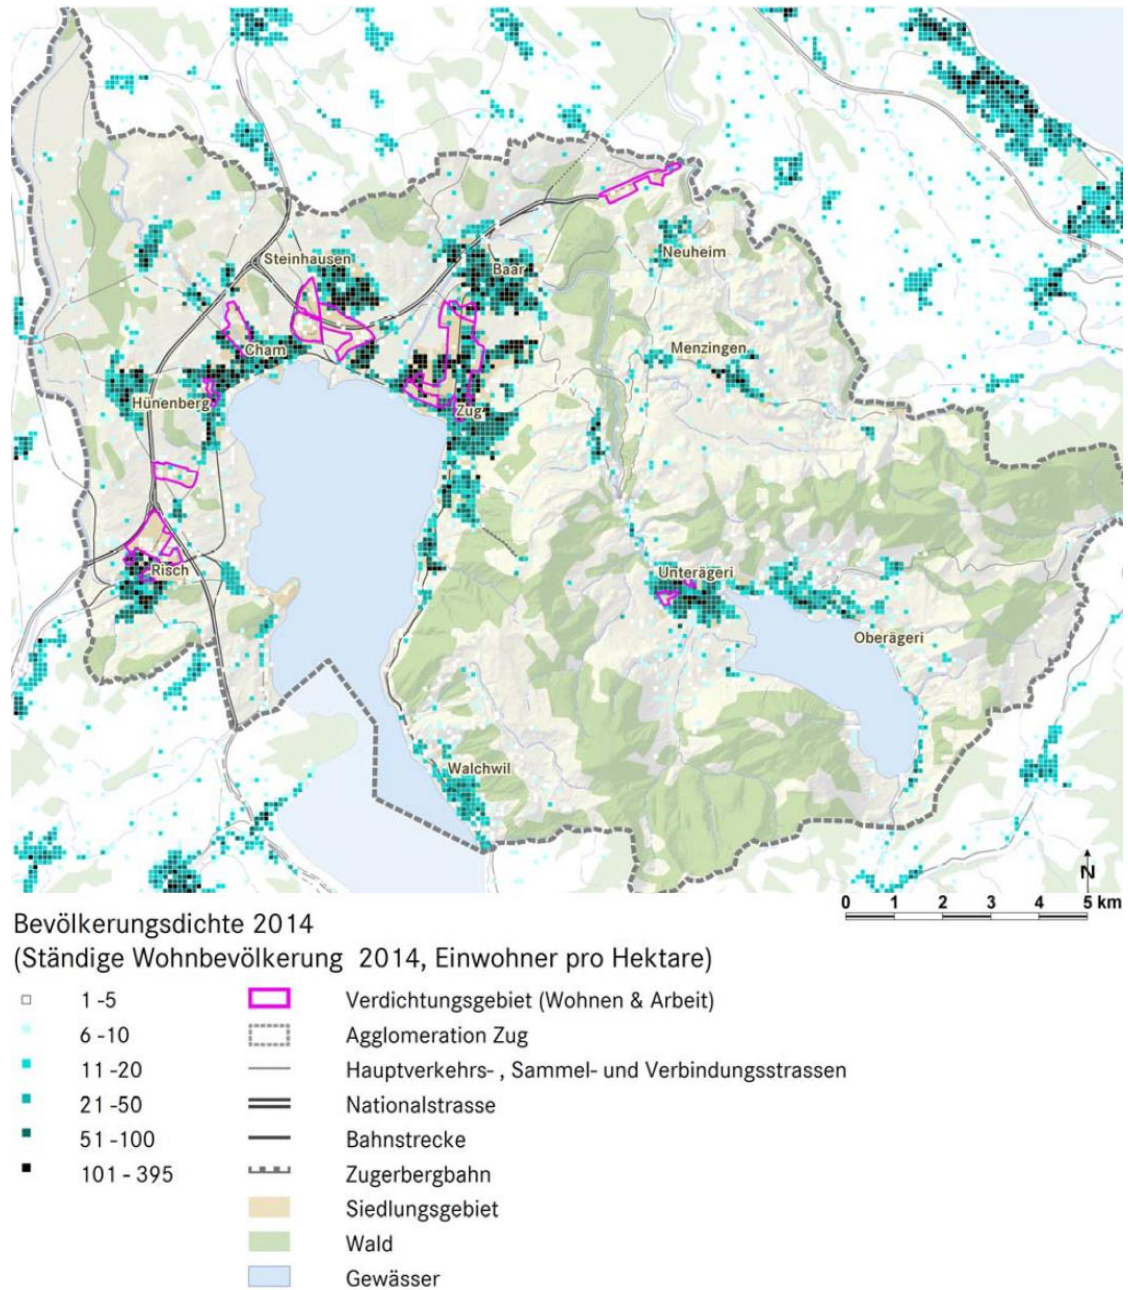 Steinhausen
Baar
Neuheim
Cham
Menzingen
Hünenberg
Zug
Risch
Unterägeri
Oberägeri
Walchwil
N
0 1 2 3 4 5 km
Bevölkerungsdichte 2014
(Ständige Wohnbevölkerung 2014, Einwohner pro Hektare)
1 -5 Verdichtungsgebiet (Wohnen & Arbeit)
6 -10 Agglomeration Zug
11 -20 Hauptverkehrs- , Sammel- und Verbindungsstrassen
21 -50 Nationalstrasse
51 -100 Bahnstrecke
101 - 395 Zugerbergbahn
Siedlungsgebiet
Wald
Gewässer